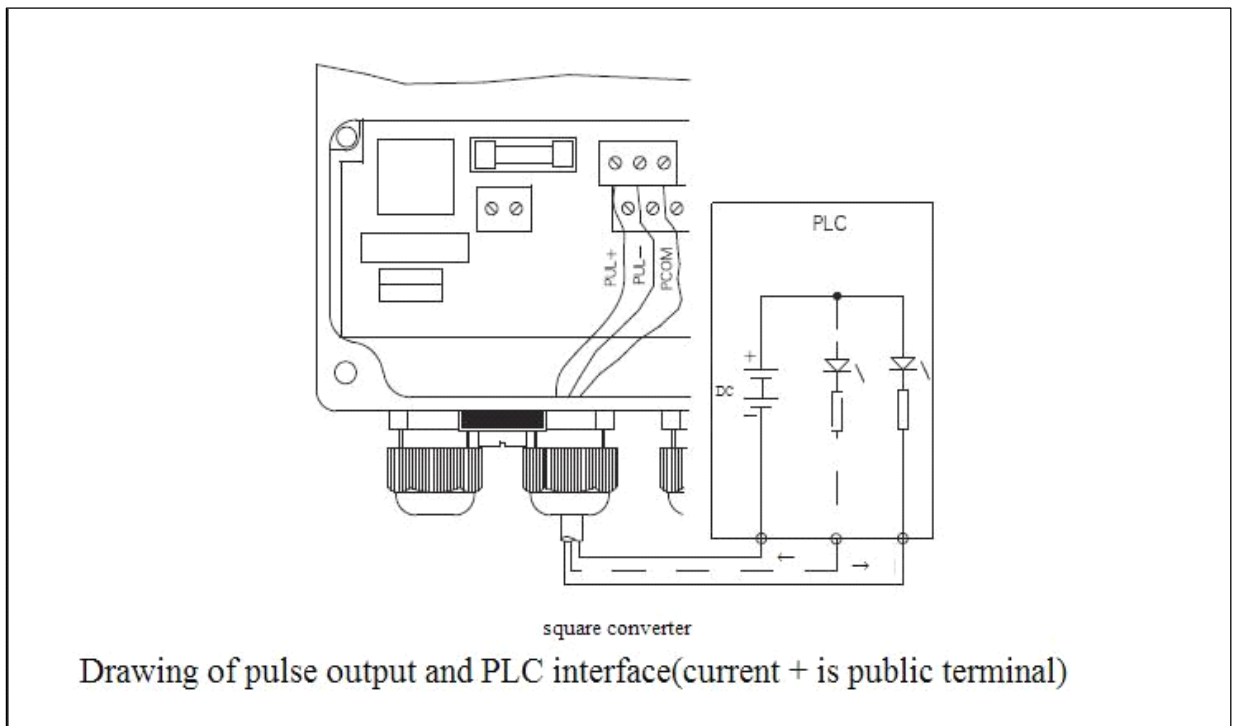 PLC
PUL+
PUL−
PCOM
+
DC
−
square converter
Drawing of pulse output and PLC interface(current + is public terminal)